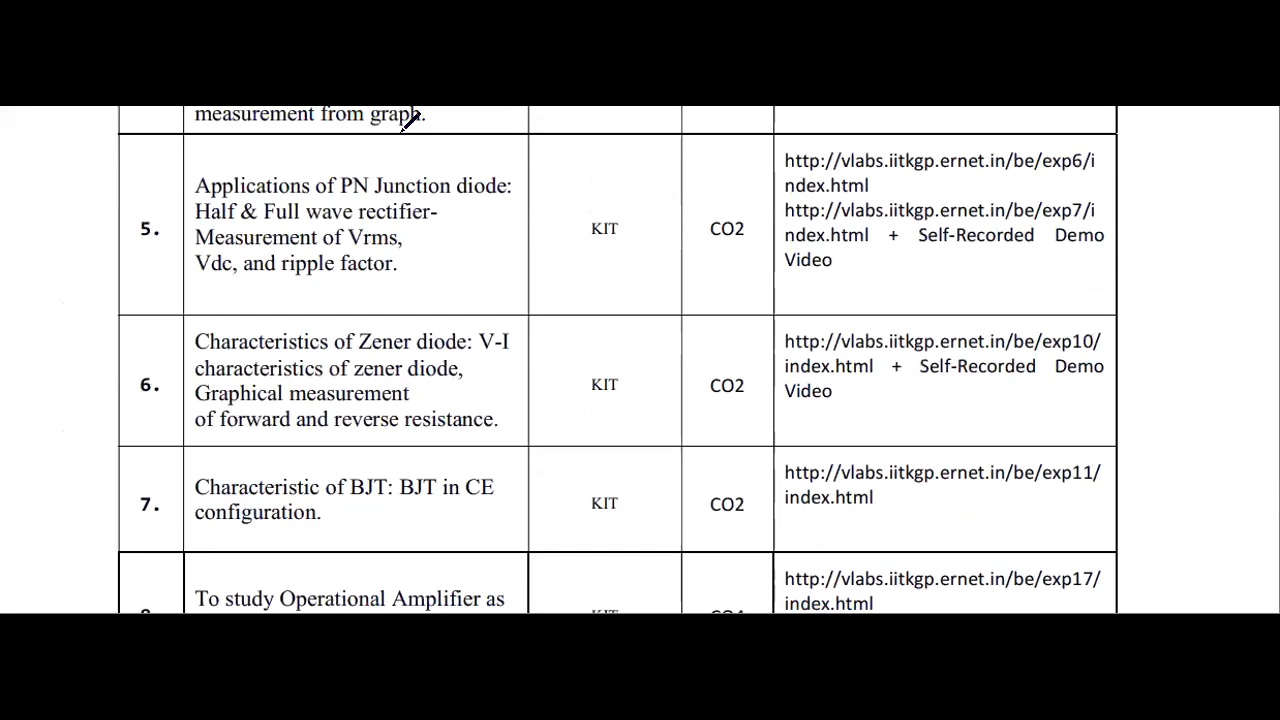 measurement from graph.
5.
Applications of PN Junction diode:
Half & Full wave rectifier-
Measurement of Vrms,
Vdc, and ripple factor.
KIT
CO2
http://vlabs.iitkgp.ernet.in/be/exp6/i
ndex.html
http://vlabs.iitkgp.ernet.in/be/exp7/i
ndex.html + Self-Recorded Demo
Video
6.
Characteristics of Zener diode: V-I
characteristics of zener diode,
Graphical measurement
of forward and reverse resistance.
KIT
CO2
http://vlabs.iitkgp.ernet.in/be/exp10/
index.html + Self-Recorded Demo
Video
7.
Characteristic of BJT: BJT in CE
configuration.
KIT
CO2
http://vlabs.iitkgp.ernet.in/be/exp11/
index.html
To study Operational Amplifier as
KIT
http://vlabs.iitkgp.ernet.in/be/exp17/
index.html